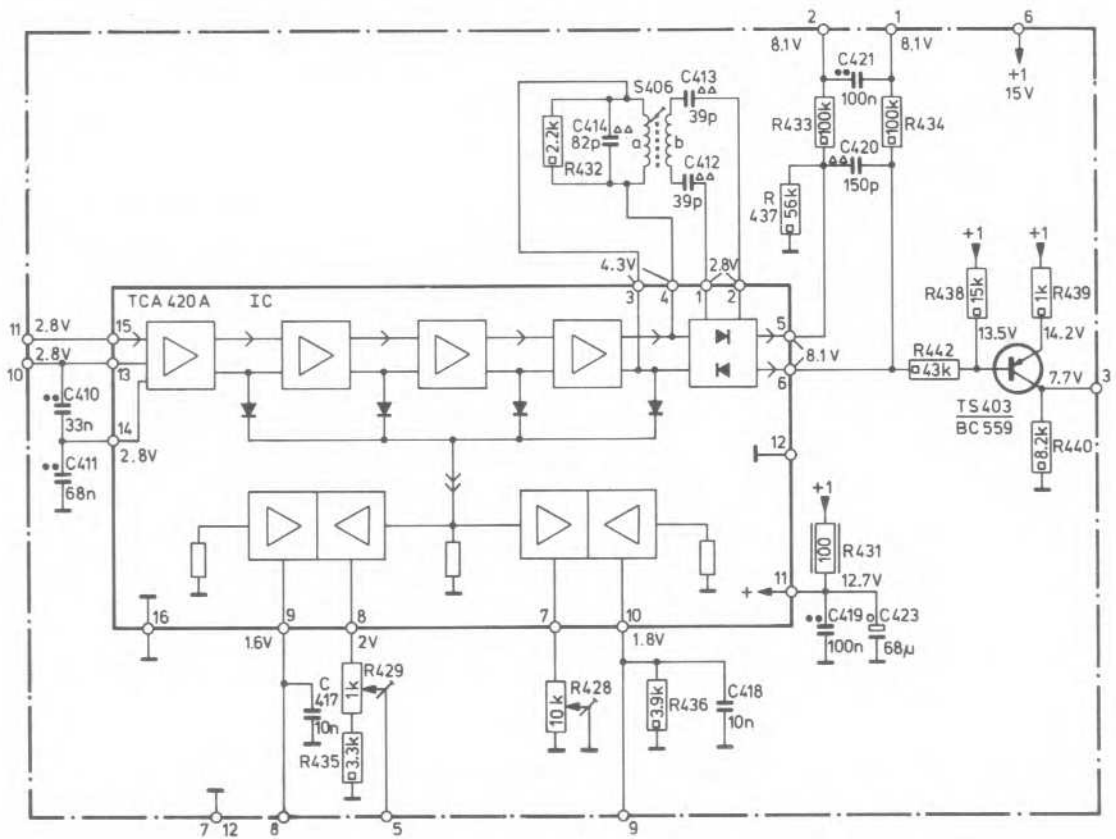 2
1
6
8.1V
8.1V
+1
15V
C421
100n
R433
100k
100k
R434
C420
150p
R
437
56k
S406
C413
39p
C414
82p
2.2k
R432
a
b
C412
39p
4.3V
2.8V
3
4
1
2
TCA 420A IC
11
2.8V
15
10
2.8V
13
C410
33n
14
2.8V
C411
68n
5
8.1V
6
12
+1
+1
R438
15k
1k
R439
13.5V
14.2V
R442
43k
7.7V
3
TS403
BC 559
8.2k
R440
+1
100
R431
+
11
12.7V
C419
100n
C423
68µ
16
9
8
7
10
1.6V
2V
1.8V
C
417
10n
1k
R429
R435
3.3k
10k
R428
3.9k
R436
C418
10n
7
12
8
5
9